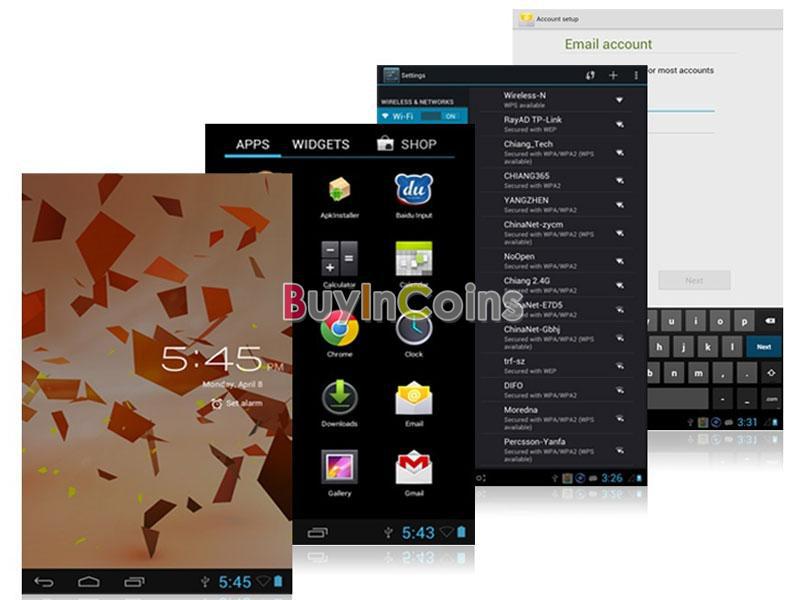 Account setup
Email account
or most accounts
Next
y u i o p
h j k l Next
b n m , .
- _ .com
3:31
Settings
WIRELESS & NETWORKS
Wi-Fi ON
Wireless-N
WPS available
RayAD TP-Link
Secured with WEP
Chiang_Tech
Secured with WPA/WPA2 (WPS
available)
CHIANG365
Secured with WPA2
YANGZHEN
Secured with WPA/WPA2
ChinaNet-zycm
Secured with WPA/WPA2 (WPS
available)
NoOpen
Secured with WPA/WPA2
Chiang 2.4G
Secured with WPA/WPA2
ChinaNet-E7D5
Secured with WPA/WPA2
ChinaNet-Gbhj
Secured with WPA/WPA2 (WPS
available)
trf-sz
Secured with WEP
DIFO
Secured with WPA/WPA2
Moredna
Secured with WPA/WPA2 (WPS
available)
Percsson-Yanfa
Secured with WPA/WPA2 (WPS
available)
3:26
APPS WIDGETS SHOP
du
ApkInstaller Baidu Input
Calculator Calendar
BuyInCoins
Chrome Clock
Downloads Email
Gallery Gmail
5:43
5:45 PM
Monday, April 8
Set alarm
5:45